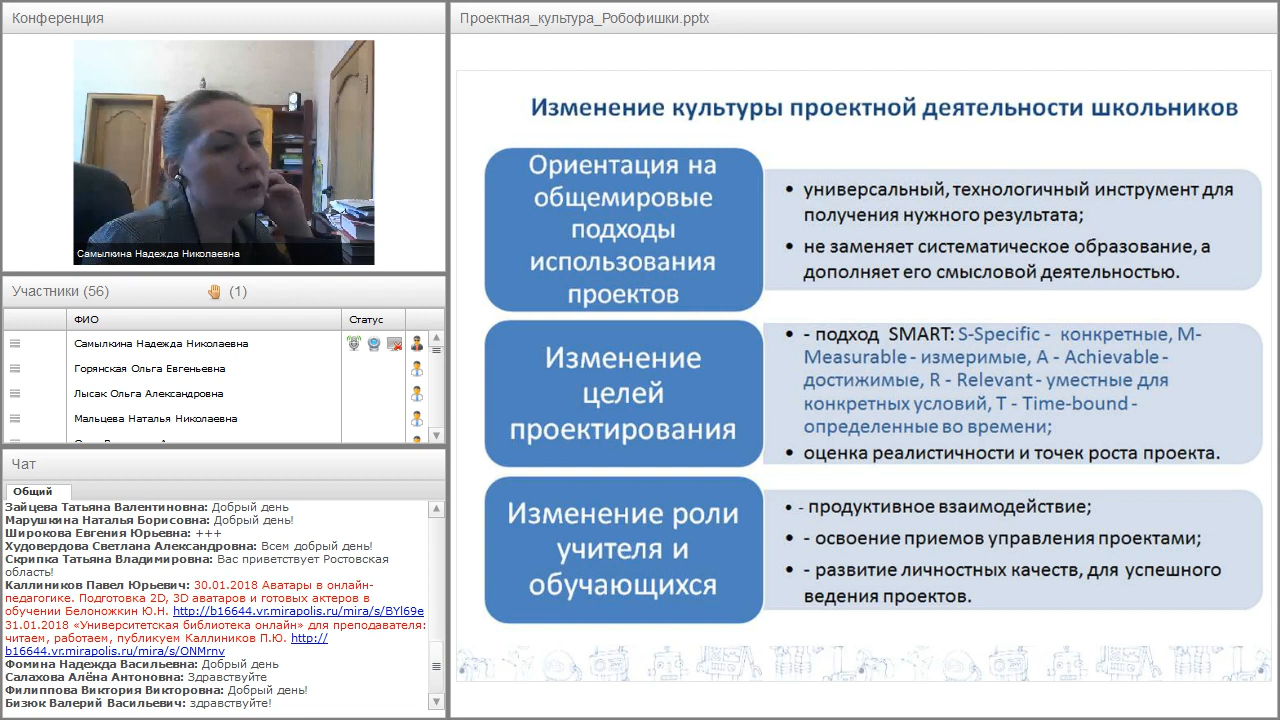 Конференция
Самылкина Надежда Николаевна
Участники (56)
(1)
ФИО
Статус
Самылкина Надежда Николаевна
Горянская Ольга Евгеньевна
Лысак Ольга Александровна
Мальцева Наталья Николаевна
Чат
Общий
Зайцева Татьяна Валентиновна: Добрый день
Марушкина Наталья Борисовна: Добрый день!
Широкова Евгения Юрьевна: +++
Худовердова Светлана Александровна: Всем добрый день!
Скрипка Татьяна Владимировна: Вас приветствует Ростовская
область!
Каллиников Павел Юрьевич: 30.01.2018 Аватары в онлайн-
педагогике. Подготовка 2D, 3D аватаров и готовых актеров в
обучении Белоножкин Ю.Н. http://b16644.vr.mirapolis.ru/mira/s/BYl69e
31.01.2018 «Университетская библиотека онлайн» для преподавателя:
читаем, работаем, публикуем Каллиников П.Ю. http://
b16644.vr.mirapolis.ru/mira/s/ONMrnv
Фомина Надежда Васильевна: Добрый день
Салахова Алёна Антоновна: Здравствуйте
Филиппова Виктория Викторовна: Добрый день!
Бизюк Валерий Васильевич: здравствуйте!
Проектная_культура_Робофишки.pptx
Изменение культуры проектной деятельности школьников
Ориентация на
общемировые
подходы
использования
проектов
• универсальный, технологичный инструмент для
получения нужного результата;
• не заменяет систематическое образование, а
дополняет его смысловой деятельностью.
Изменение
целей
проектирования
• - подход SMART: S-Specific - конкретные, M-
Measurable - измеримые, A - Achievable -
достижимые, R - Relevant - уместные для
конкретных условий, T - Time-bound -
определенные во времени;
• оценка реалистичности и точек роста проекта.
Изменение роли
учителя и
обучающихся
• - продуктивное взаимодействие;
• - освоение приемов управления проектами;
• - развитие личностных качеств, для успешного
ведения проектов.